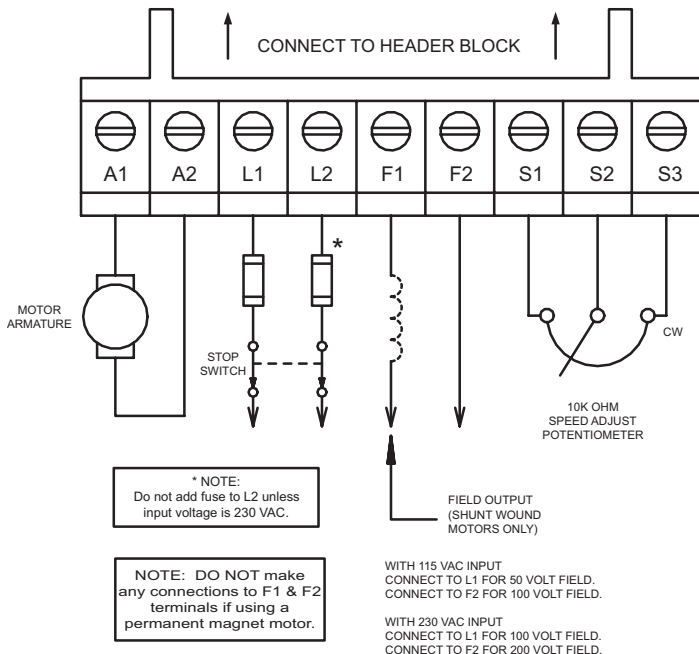 CONNECT TO HEADER BLOCK
A1 A2 L1 L2 F1 F2 S1 S2 S3
*
MOTOR
ARMATURE
STOP
SWITCH
CW
10K OHM
SPEED ADJUST
POTENTIOMETER
* NOTE:
Do not add fuse to L2 unless
input voltage is 230 VAC.
FIELD OUTPUT
(SHUNT WOUND
MOTORS ONLY)
NOTE: DO NOT make
any connections to F1 & F2
terminals if using a
permanent magnet motor.
WITH 115 VAC INPUT
CONNECT TO L1 FOR 50 VOLT FIELD.
CONNECT TO F2 FOR 100 VOLT FIELD.
WITH 230 VAC INPUT
CONNECT TO L1 FOR 100 VOLT FIELD.
CONNECT TO F2 FOR 200 VOLT FIELD.